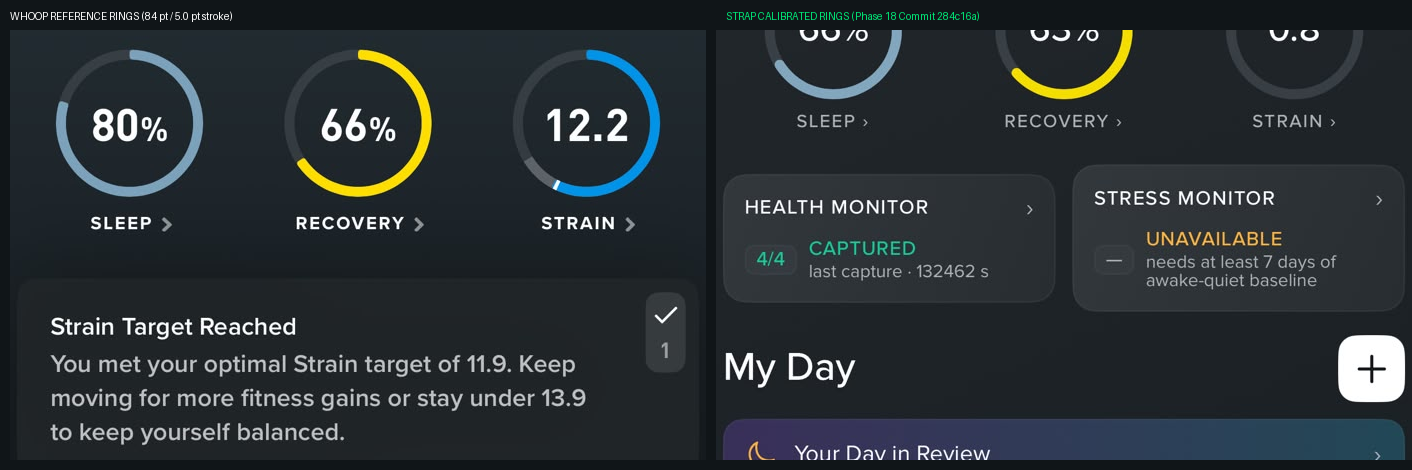 WHOOP REFERENCE RINGS (84 pt / 5.0 pt stroke)
80%
66%
12.2
SLEEP
RECOVERY
STRAIN
Strain Target Reached
You met your optimal Strain target of 11.9. Keep
moving for more fitness gains or stay under 13.9
to keep yourself balanced.
1
STRAP CALIBRATED RINGS (Phase 18 Commit 284c16a)
66%
63%
0.8
SLEEP ›
RECOVERY ›
STRAIN ›
HEALTH MONITOR ›
4/4
CAPTURED
last capture · 132462 s
STRESS MONITOR ›
—
UNAVAILABLE
needs at least 7 days of
awake-quiet baseline
My Day
+
Your Day in Review ›